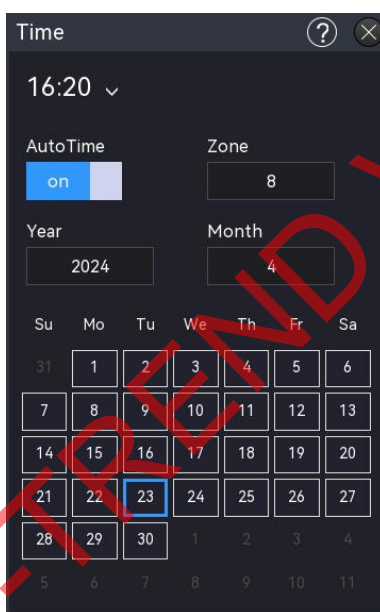 Time ?
16:20
AutoTime Zone
on 8
Year Month
2024 4
Su Mo Tu We Th Fr Sa
31 1 2 3 4 5 6
7 8 9 10 11 12 13
14 15 16 17 18 19 20
21 22 23 24 25 26 27
28 29 30 1 2 3 4
5 6 7 8 9 10 11
-TREND